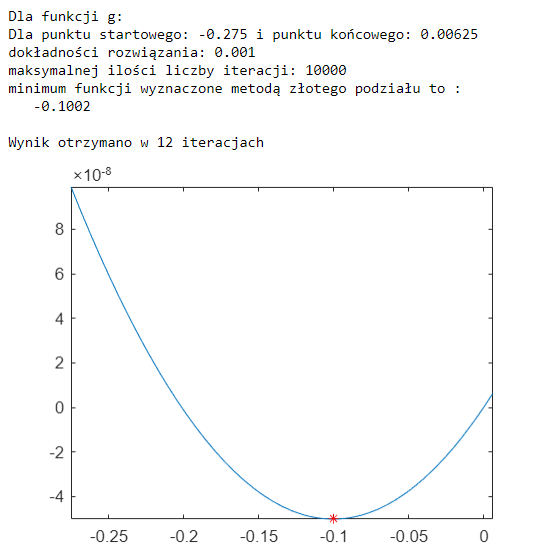 Dla funkcji g:
Dla punktu startowego: -0.275 i punktu końcowego: 0.00625
dokładności rozwiązania: 0.001
maksymalnej ilości liczby iteracji: 10000
minimum funkcji wyznaczone metodą złotego podziału to :
-0.1002
Wynik otrzymano w 12 iteracjach
×10⁻⁸
8
6
4
2
0
-2
-4
-0.25 -0.2 -0.15 -0.1 -0.05 0